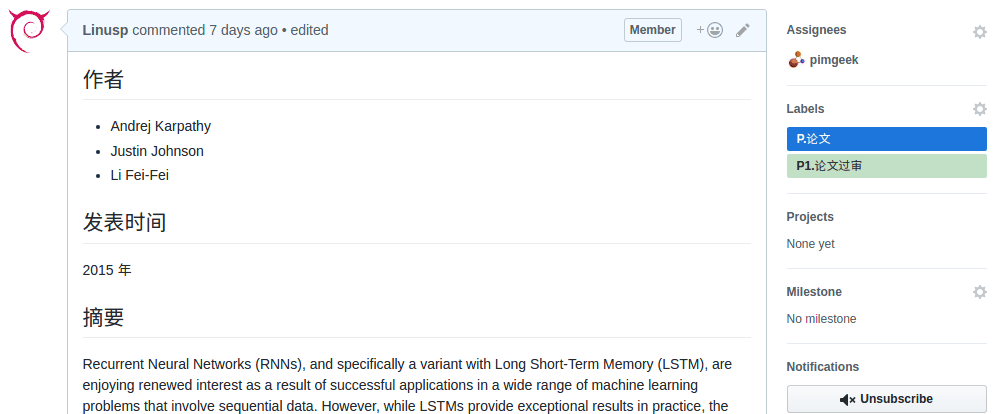 Linusp commented 7 days ago • edited
Member
作者
Andrej Karpathy
Justin Johnson
Li Fei-Fei
发表时间
2015 年
摘要
Recurrent Neural Networks (RNNs), and specifically a variant with Long Short-Term Memory (LSTM), are
enjoying renewed interest as a result of successful applications in a wide range of machine learning
problems that involve sequential data. However, while LSTMs provide exceptional results in practice, the
Assignees
pimgeek
Labels
P.论文
P1.论文过审
Projects
None yet
Milestone
No milestone
Notifications
Unsubscribe